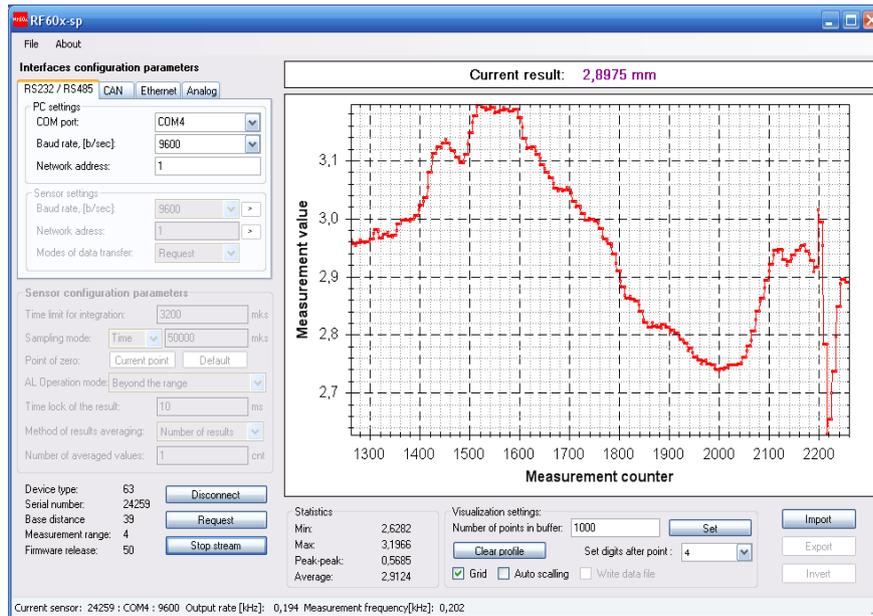 RF60x-sp
File About
Interfaces configuration parameters
RS232 / RS485 CAN Ethernet Analog
PC settings
COM port: COM4
Baud rate, [b/sec]: 9600
Network address: 1
Sensor settings
Baud rate, [b/sec]: 9600 >
Network adress: 1 >
Modes of data transfer: Request
Sensor configuration parameters
Time limit for integration: 3200 mks
Sampling mode: Time 50000 mks
Point of zero: Current point Default
AL Operation mode: Beyond the range
Time lock of the result: 10 ms
Method of results averaging: Number of results
Number of averaged values: 1 cnt
Device type: 63
Serial number: 24259
Base distance 39
Measurement range: 4
Firmware release: 50
Disconnect
Request
Stop stream
Current result: 2,8975 mm
Measurement value
3,1
3,0
2,9
2,8
2,7
1300 1400 1500 1600 1700 1800 1900 2000 2100 2200
Measurement counter
Statistics
Min: 2,6282
Max: 3,1966
Peak-peak: 0,5685
Average: 2,9124
Visualization settings:
Number of points in buffer: 1000 Set
Clear profile Set digits after point : 4
Grid Auto scalling Write data file
Import
Export
Invert
Current sensor: 24259 : COM4 : 9600 Output rate [kHz]: 0,194 Measurement frequency[kHz]: 0,202